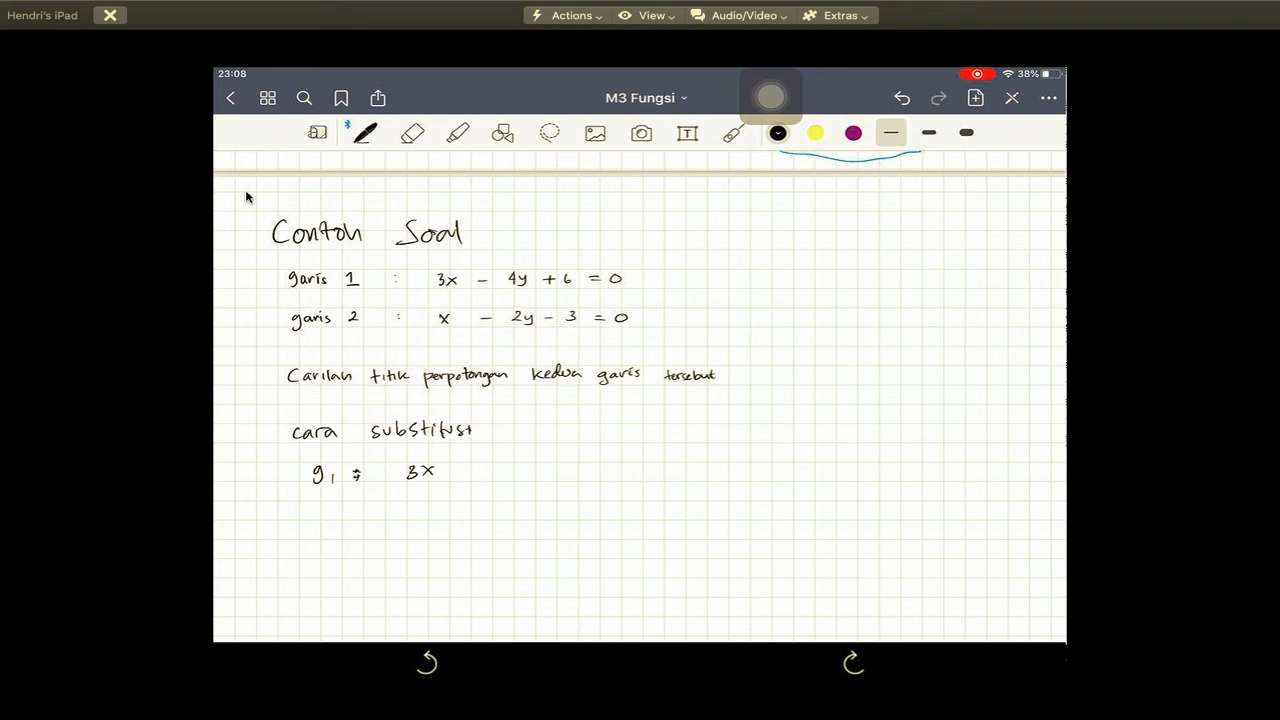 Hendri's iPad
Actions View Audio/Video Extras
23:08 38%
M3 Fungsi
T
Contoh Soal
garis 1 : 3x - 4y + 6 = 0
garis 2 : x - 2y - 3 = 0
Carilah titik perpotongan kedua garis tersebut
cara substitusi
g1 : 3x